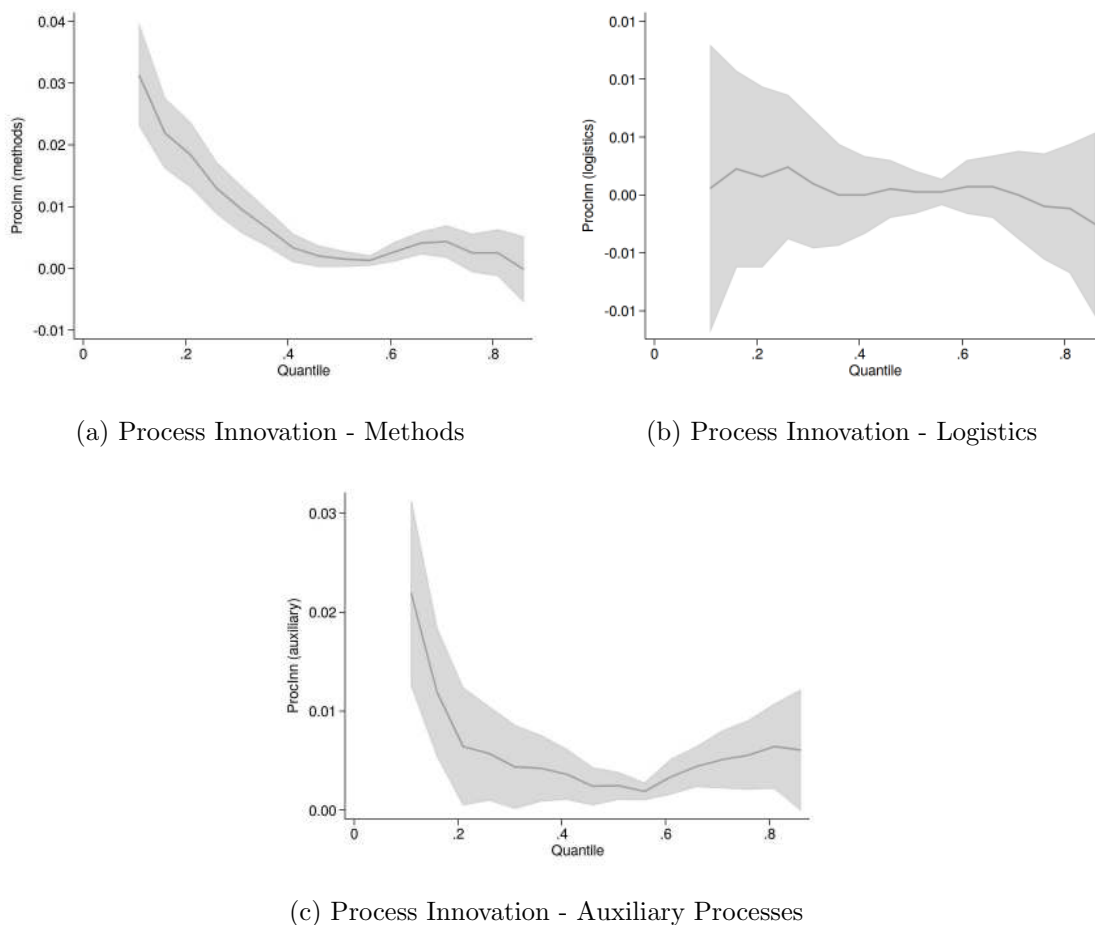 0.04
0.03
0.02
0.01
0.00
-0.01
ProcInn (methods)
0 .2 .4 .6 .8
Quantile
(a) Process Innovation - Methods
0.01
0.01
0.01
0.00
-0.01
-0.01
ProcInn (logistics)
0 .2 .4 .6 .8
Quantile
(b) Process Innovation - Logistics
0.03
0.02
0.01
0.00
ProcInn (auxiliary)
0 .2 .4 .6 .8
Quantile
(c) Process Innovation - Auxiliary Processes